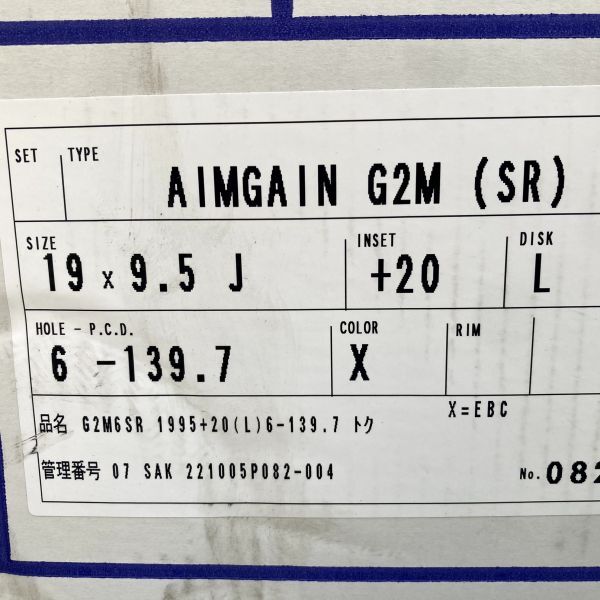 SET TYPE
AIMGAIN G2M (SR)
SIZE INSET DISK
19 x 9.5 J +20 L
HOLE - P.C.D. COLOR RIM
6 -139.7 X
X=EBC
品名 G2M6SR 1995+20(L)6-139.7 トク
管理番号 07 SAK 221005P082-004
No. 082